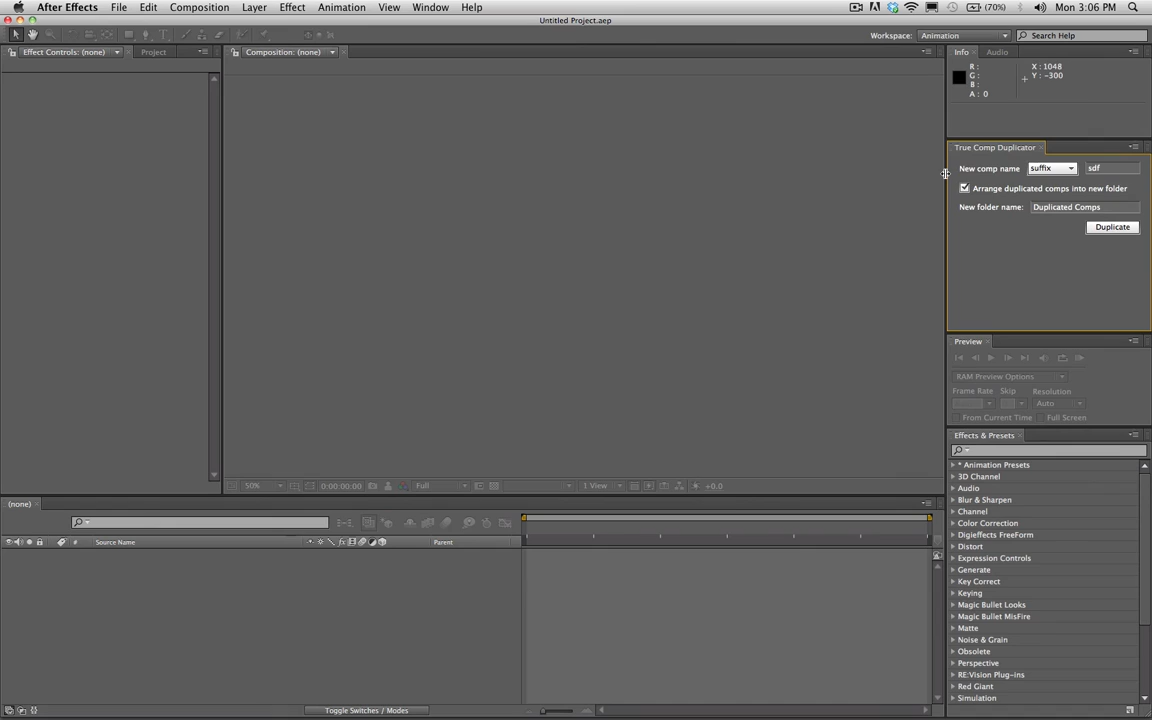 After Effects File Edit Composition Layer Effect Animation View Window Help (70%) Mon 3:06 PM
Untitled Project.aep
Workspace: Animation Search Help
Effect Controls: (none) Project Composition: (none) Info Audio
R : X : 1048
G : Y : -300
B :
A : 0
True Comp Duplicator
New comp name suffix sdf
Arrange duplicated comps into new folder
New folder name: Duplicated Comps
Duplicate
Preview
RAM Preview Options
Frame Rate Skip Resolution
Auto
From Current Time Full Screen
Effects & Presets
* Animation Presets
3D Channel
Audio
Blur & Sharpen
Channel
Color Correction
Digieffects FreeForm
Distort
Expression Controls
Generate
Key Correct
Keying
Magic Bullet Looks
Magic Bullet MisFire
Matte
Noise & Grain
Obsolete
Perspective
RE:Vision Plug-ins
Red Giant
Simulation
50% 0:00:00:00 Full 1 View +0.0
(none)
Source Name Parent
Toggle Switches / Modes